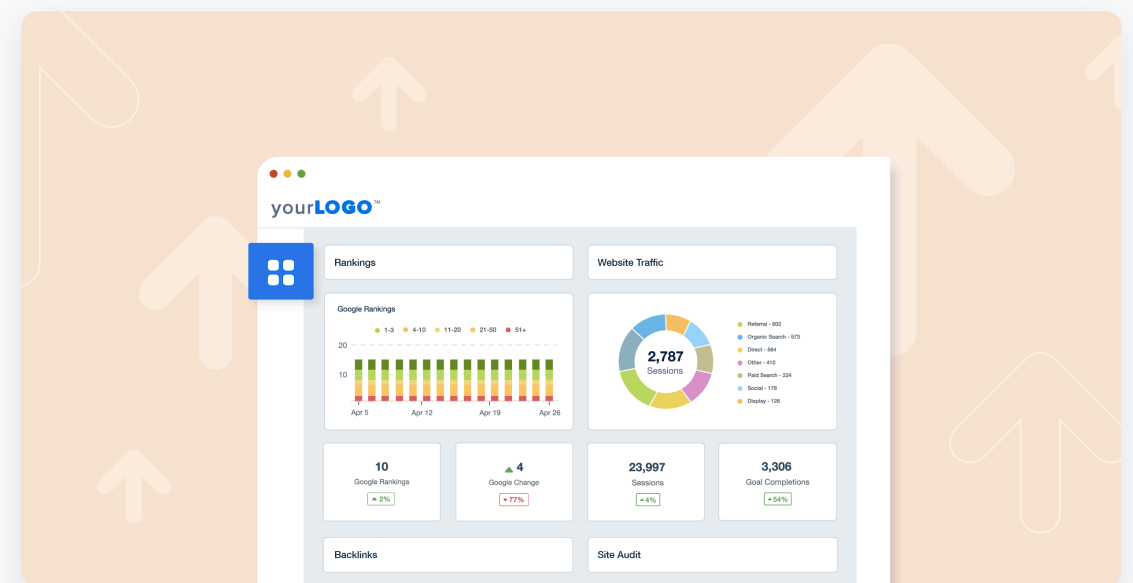 yourLOGO™
Rankings
Website Traffic
Google Rankings
1-3 4-10 11-20 21-50 51+
20
10
Apr 5 Apr 12 Apr 19 Apr 26
2,787
Sessions
Referral - 602
Organic Search - 573
Direct - 564
Other - 410
Paid Search - 224
Social - 176
Display - 126
10
Google Rankings
2%
4
Google Change
77%
23,997
Sessions
4%
3,306
Goal Completions
54%
Backlinks
Site Audit